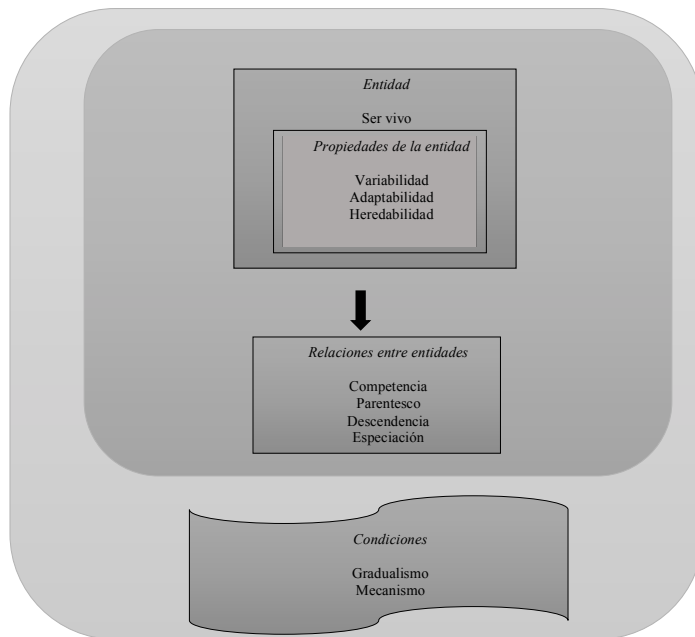 Entidad
Ser vivo
Propiedades de la entidad
Variabilidad
Adaptabilidad
Heredabilidad
Relaciones entre entidades
Competencia
Parentesco
Descendencia
Especiación
Condiciones
Gradualismo
Mecanismo